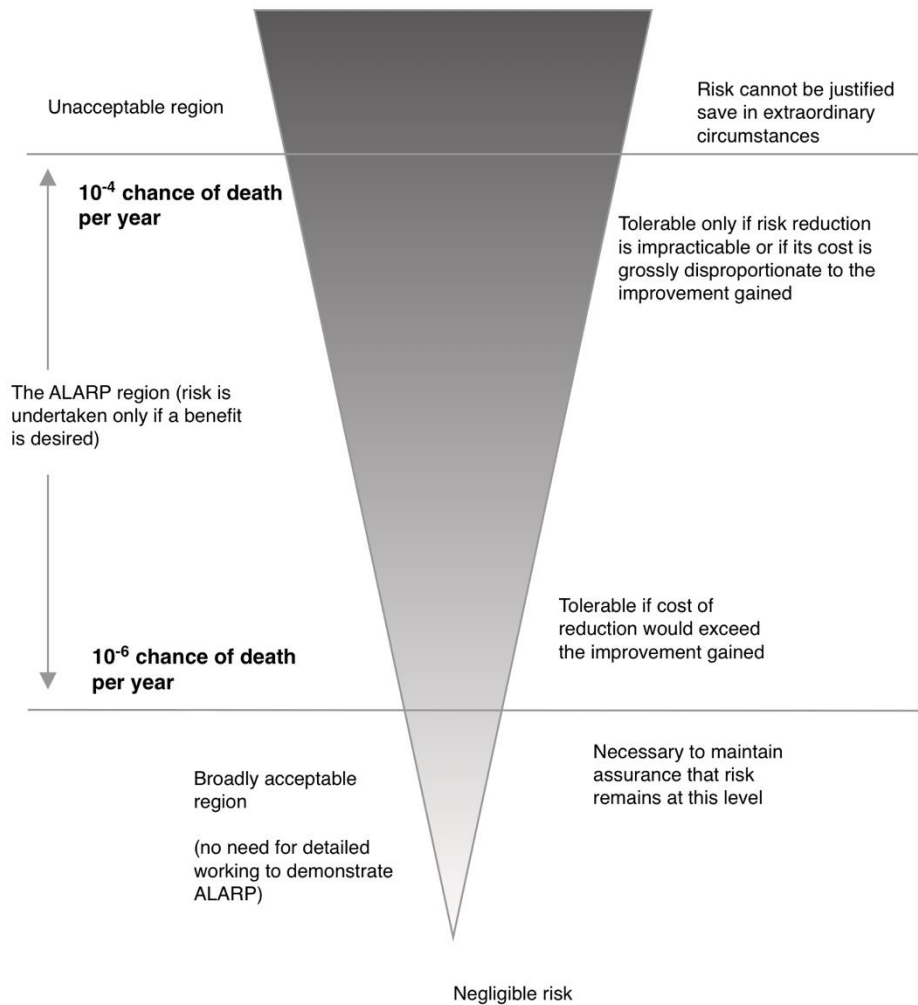 Unacceptable region
Risk cannot be justified
save in extraordinary
circumstances
10⁻⁴ chance of death
per year
Tolerable only if risk reduction
is impracticable or if its cost is
grossly disproportionate to the
improvement gained
The ALARP region (risk is
undertaken only if a benefit
is desired)
Tolerable if cost of
reduction would exceed
the improvement gained
10⁻⁶ chance of death
per year
Necessary to maintain
assurance that risk
remains at this level
Broadly acceptable
region
(no need for detailed
working to demonstrate
ALARP)
Negligible risk